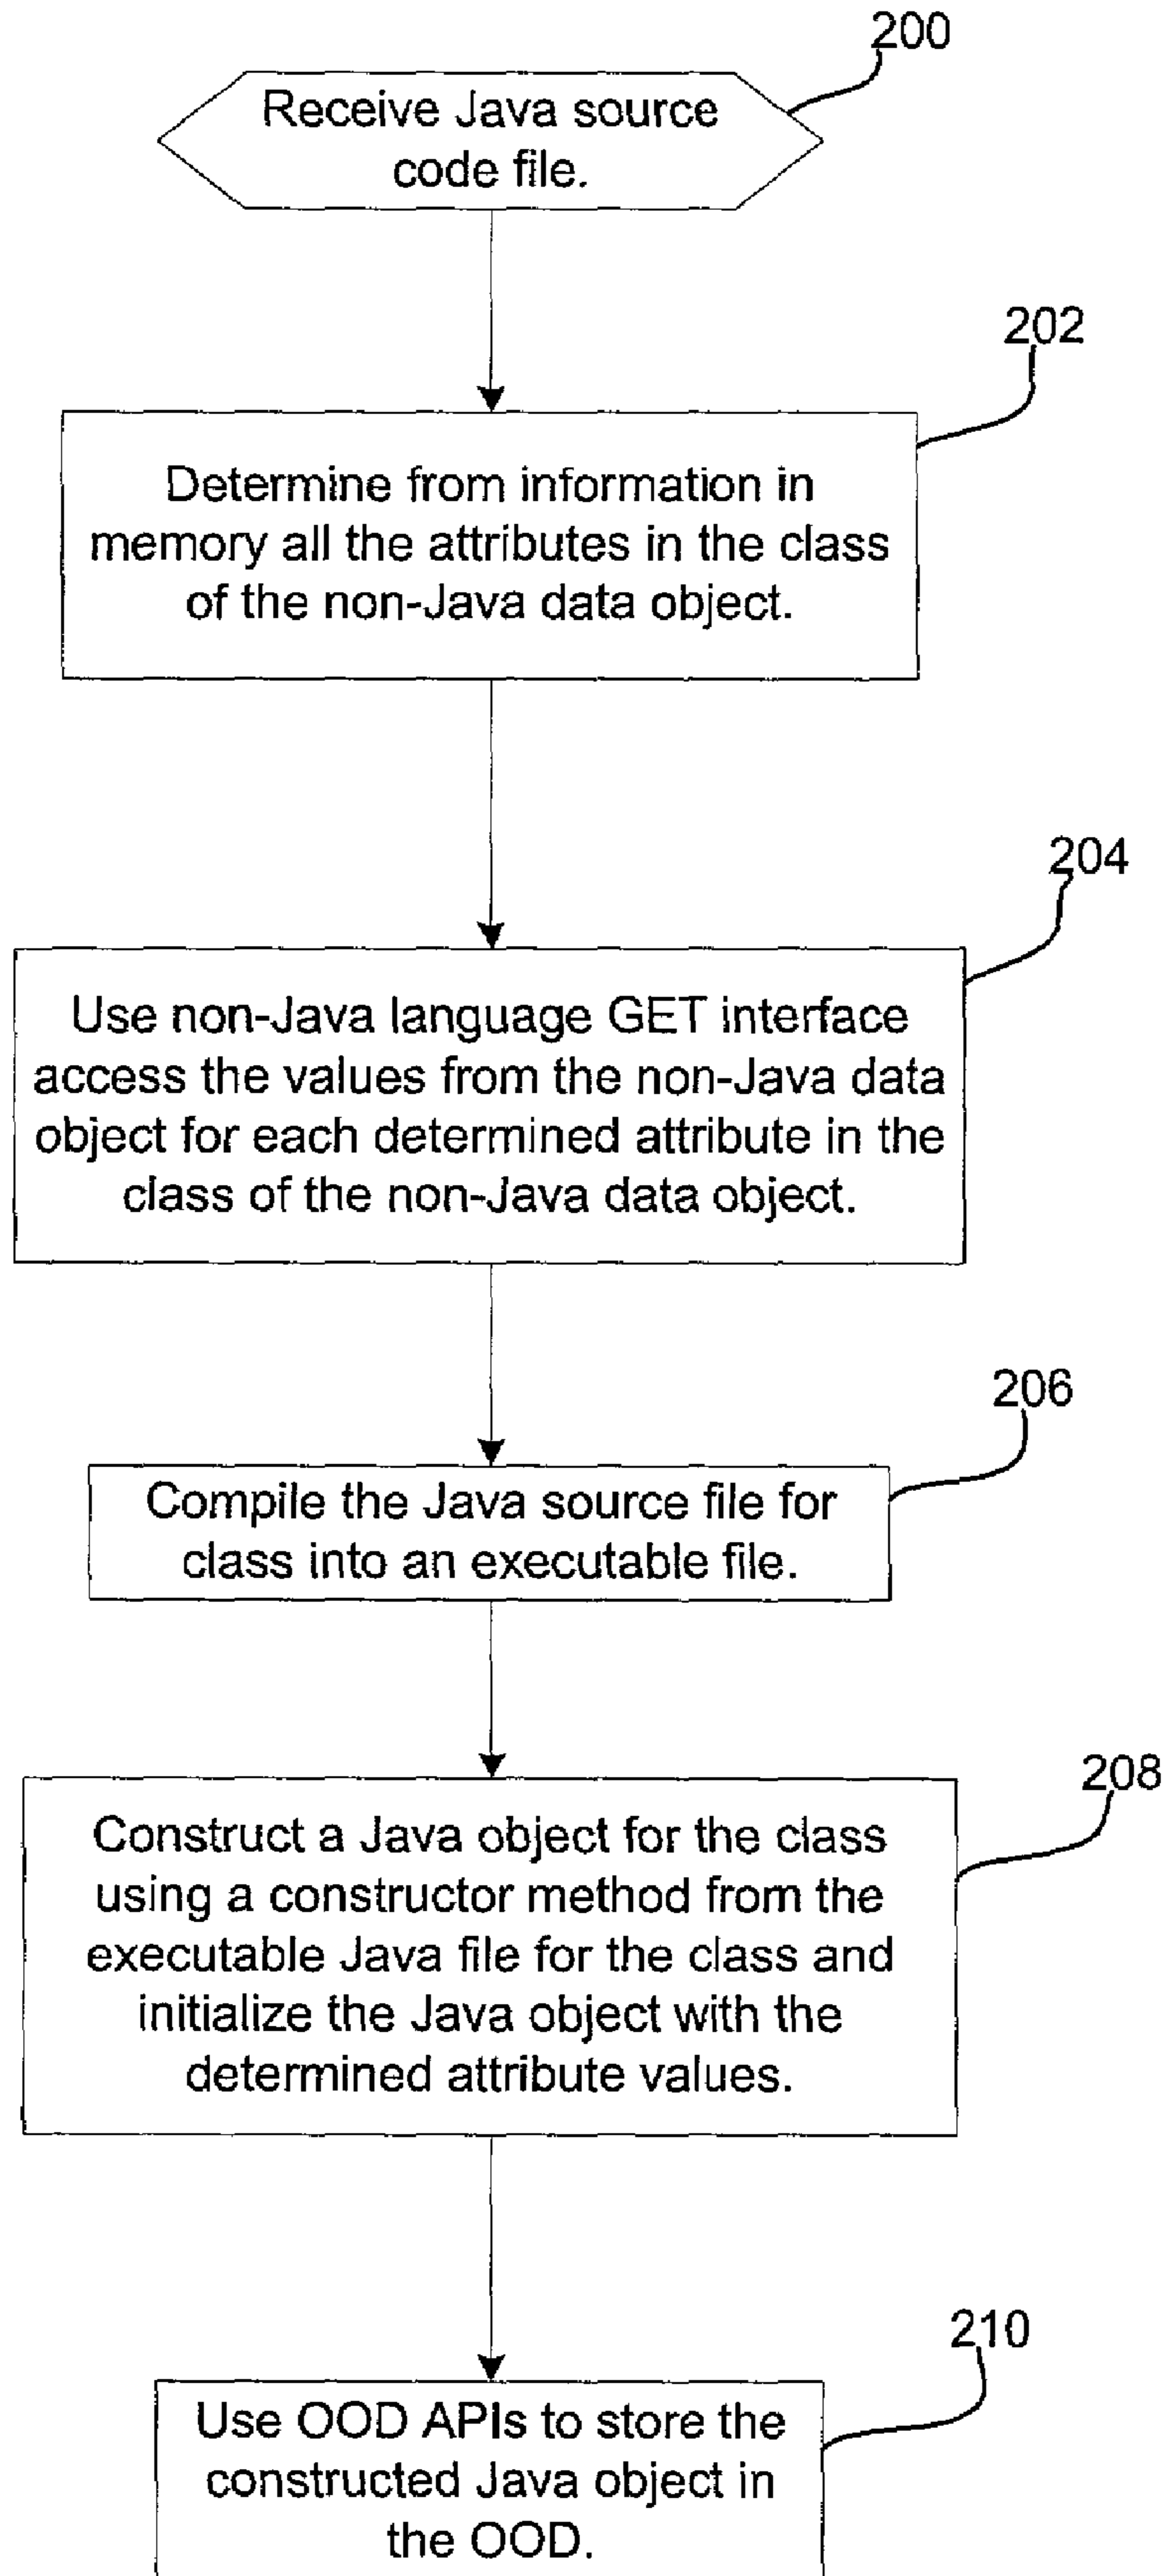 200
Receive Java source
code file.
202
Determine from information in
memory all the attributes in the class
of the non-Java data object.
204
Use non-Java language GET interface
access the values from the non-Java data
object for each determined attribute in the
class of the non-Java data object.
206
Compile the Java source file for
class into an executable file.
208
Construct a Java object for the class
using a constructor method from the
executable Java file for the class and
initialize the Java object with the
determined attribute values.
210
Use OOD APIs to store the
constructed Java object in
the OOD.